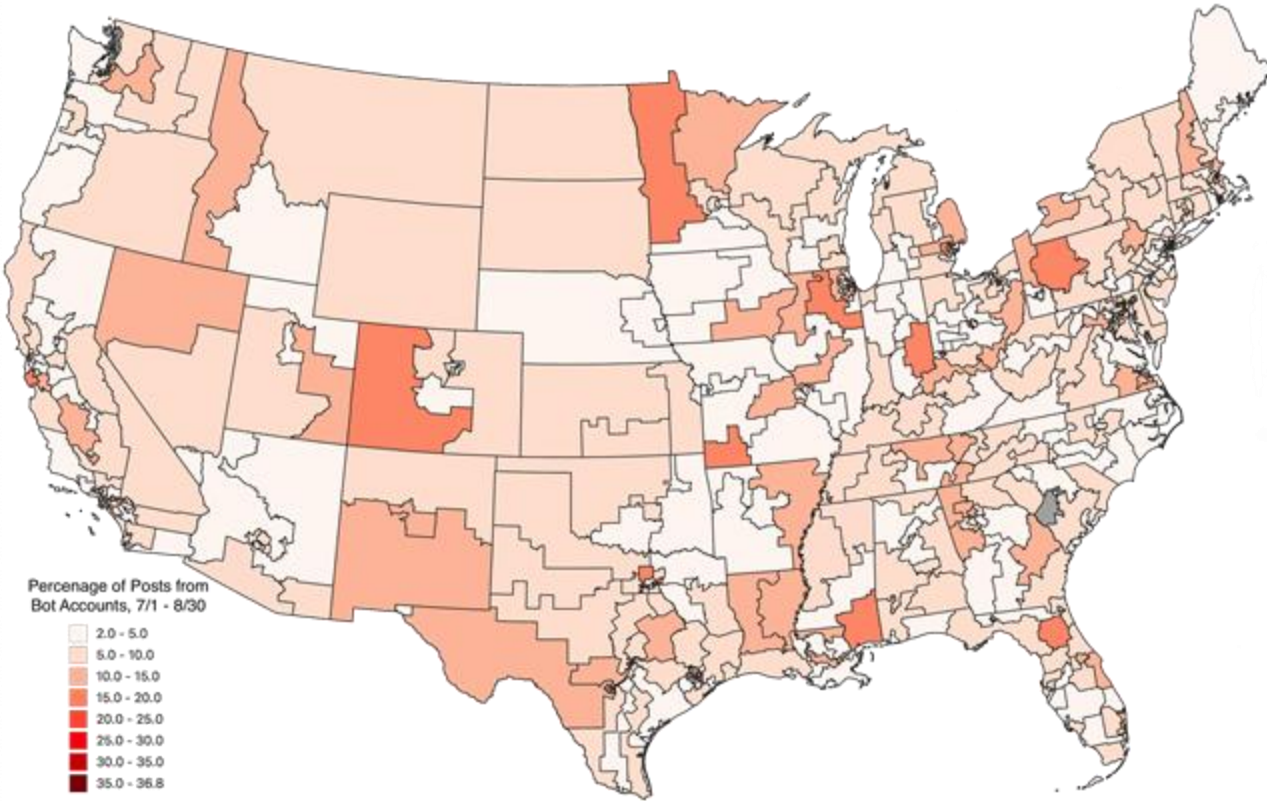 Percenage of Posts from
Bot Accounts, 7/1 - 8/30
2.0 - 5.0
5.0 - 10.0
10.0 - 15.0
15.0 - 20.0
20.0 - 25.0
25.0 - 30.0
30.0 - 35.0
35.0 - 36.8